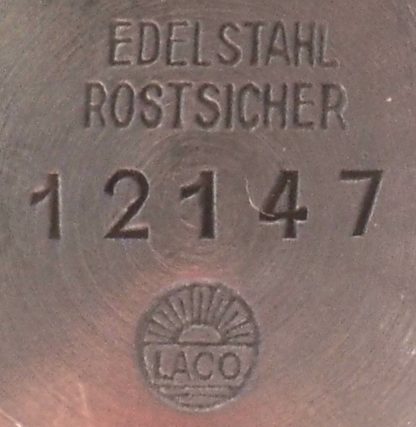 EDELSTAHL
ROSTSICHER
12147
LACO